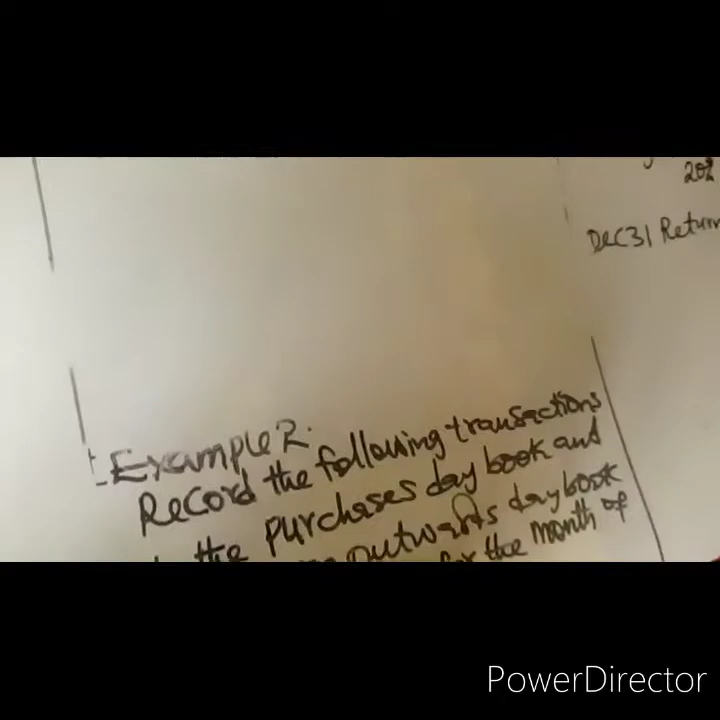 202
Dec 31 Return
Example 2.
Record the following transactions
the purchases day book and
outwards day book
for the month of
PowerDirector